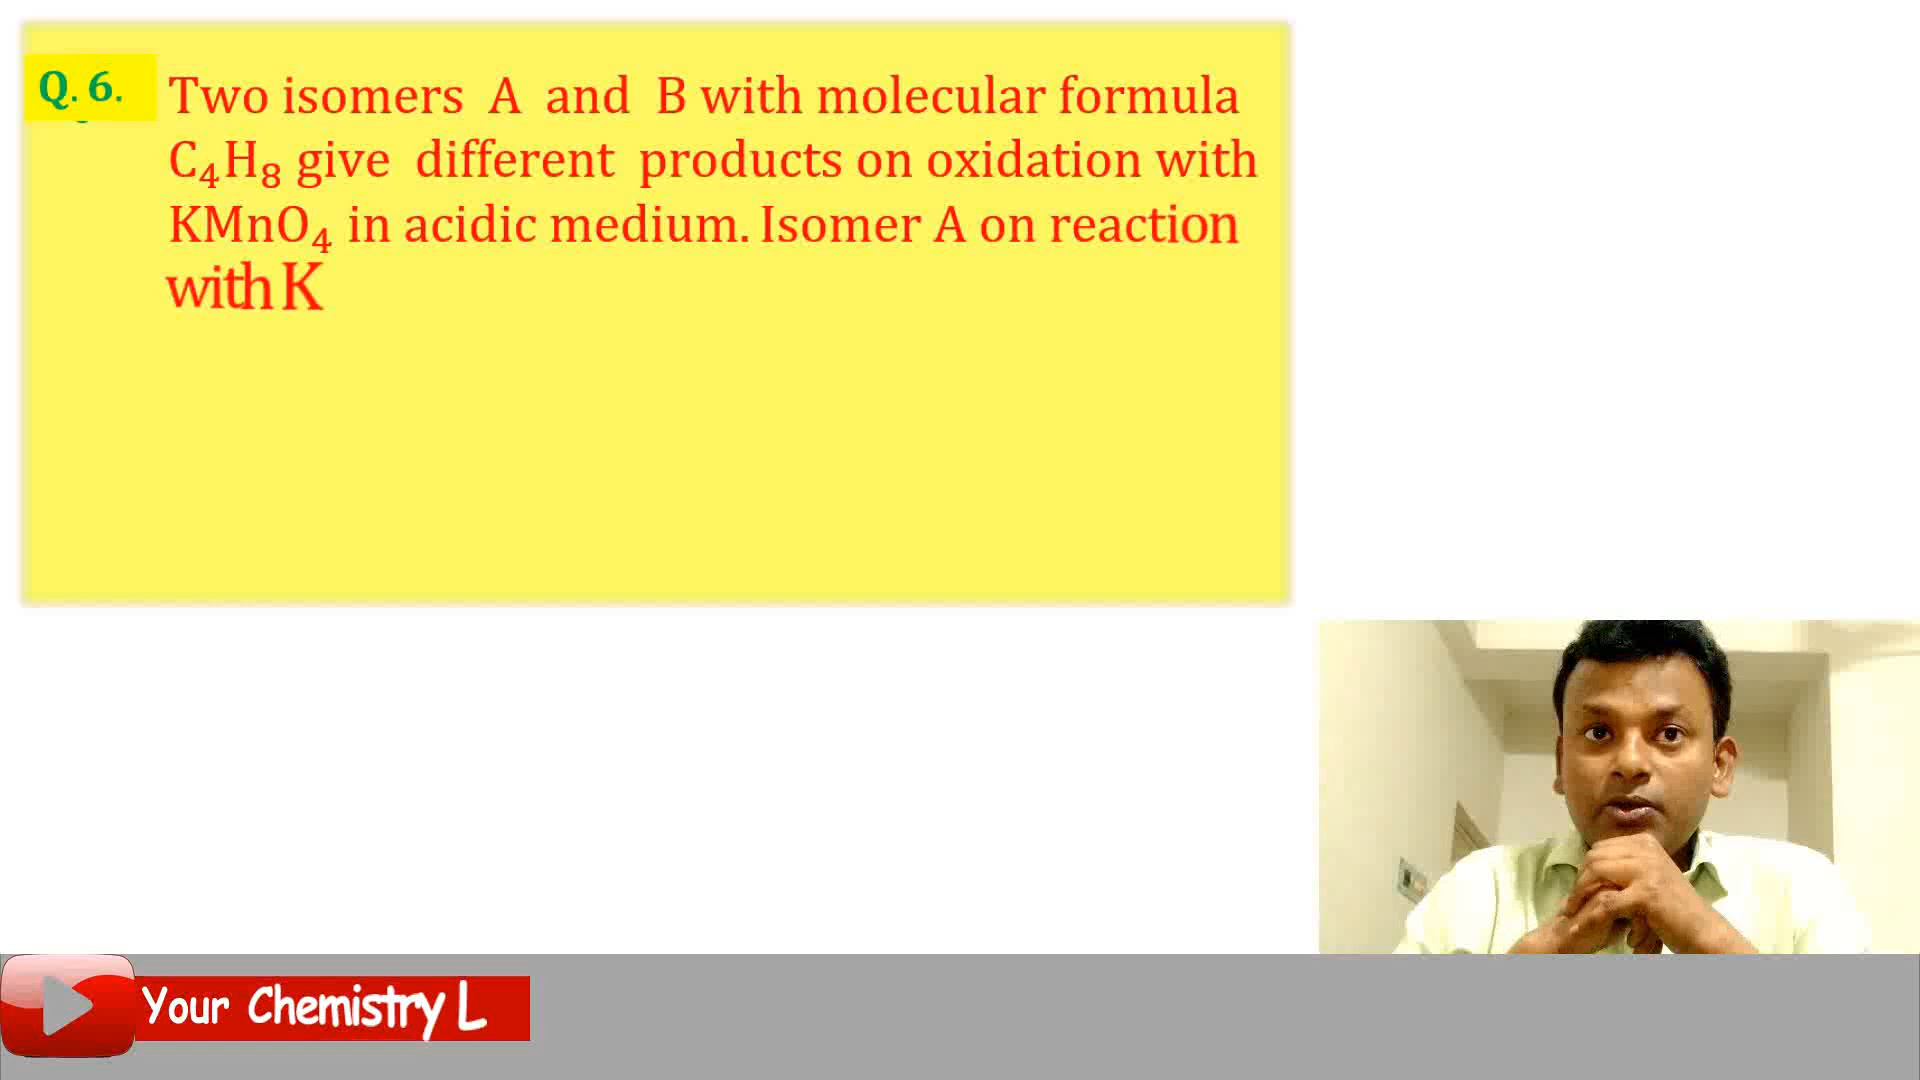 Q. 6.
Two isomers A and B with molecular formula
C₄H₈ give different products on oxidation with
KMnO₄ in acidic medium. Isomer A on reaction
with K
Your Chemistry L